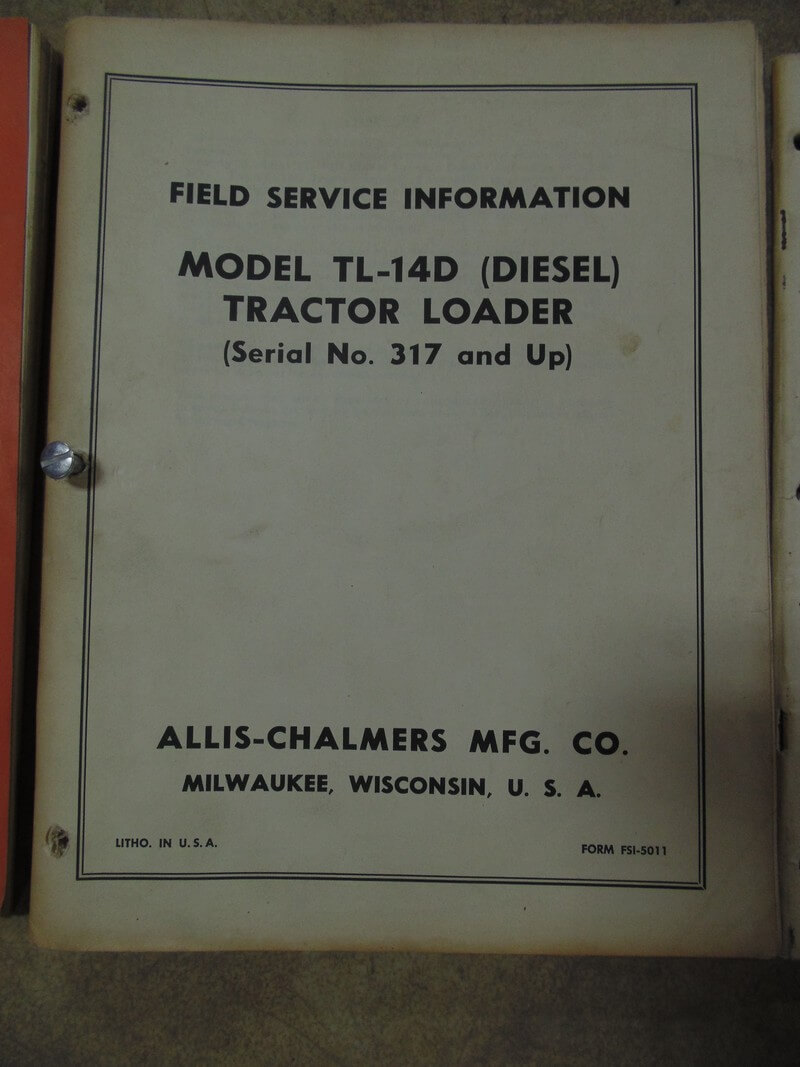 FIELD SERVICE INFORMATION
MODEL TL-14D (DIESEL)
TRACTOR LOADER
(Serial No. 317 and Up)
ALLIS-CHALMERS MFG. CO.
MILWAUKEE, WISCONSIN, U. S. A.
LITHO. IN U. S. A.
FORM FSI-5011